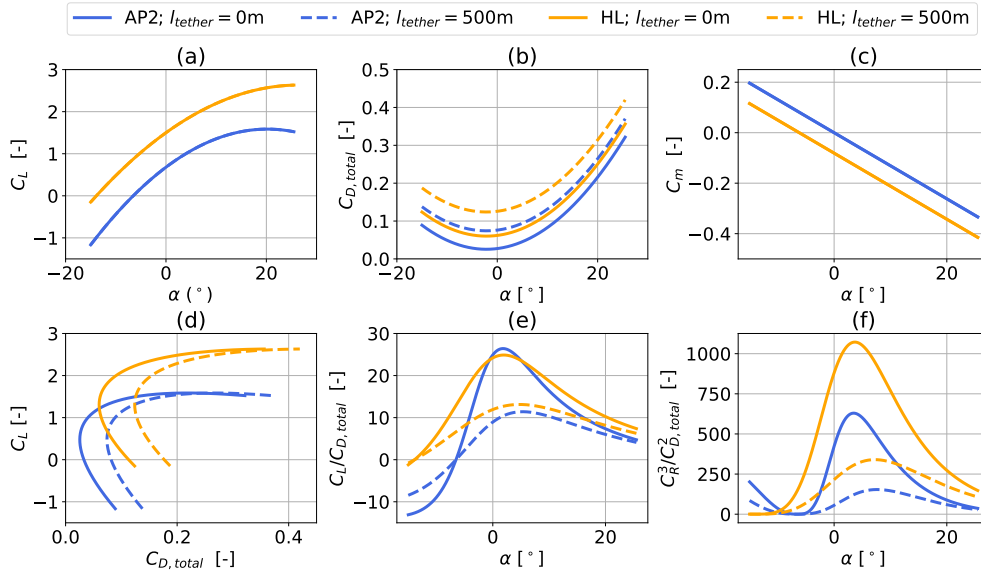 AP2; l_tether = 0m
AP2; l_tether = 500m
HL; l_tether = 0m
HL; l_tether = 500m
(a)
(b)
(c)
3
2
1
0
−1
C_L [-]
−20
0
20
α (°)
0.5
0.4
0.3
0.2
0.1
0.0
C_{D,total} [-]
−20
0
20
α [°]
0.2
0.0
−0.2
−0.4
C_m [-]
0
20
α [°]
(d)
(e)
(f)
3
2
1
0
−1
C_L [-]
0.0
0.2
0.4
C_{D,total} [-]
30
20
10
0
−10
C_L/C_{D,total} [-]
0
20
α [°]
1000
750
500
250
0
C_R^3/C_{D,total}^2 [-]
0
20
α [°]